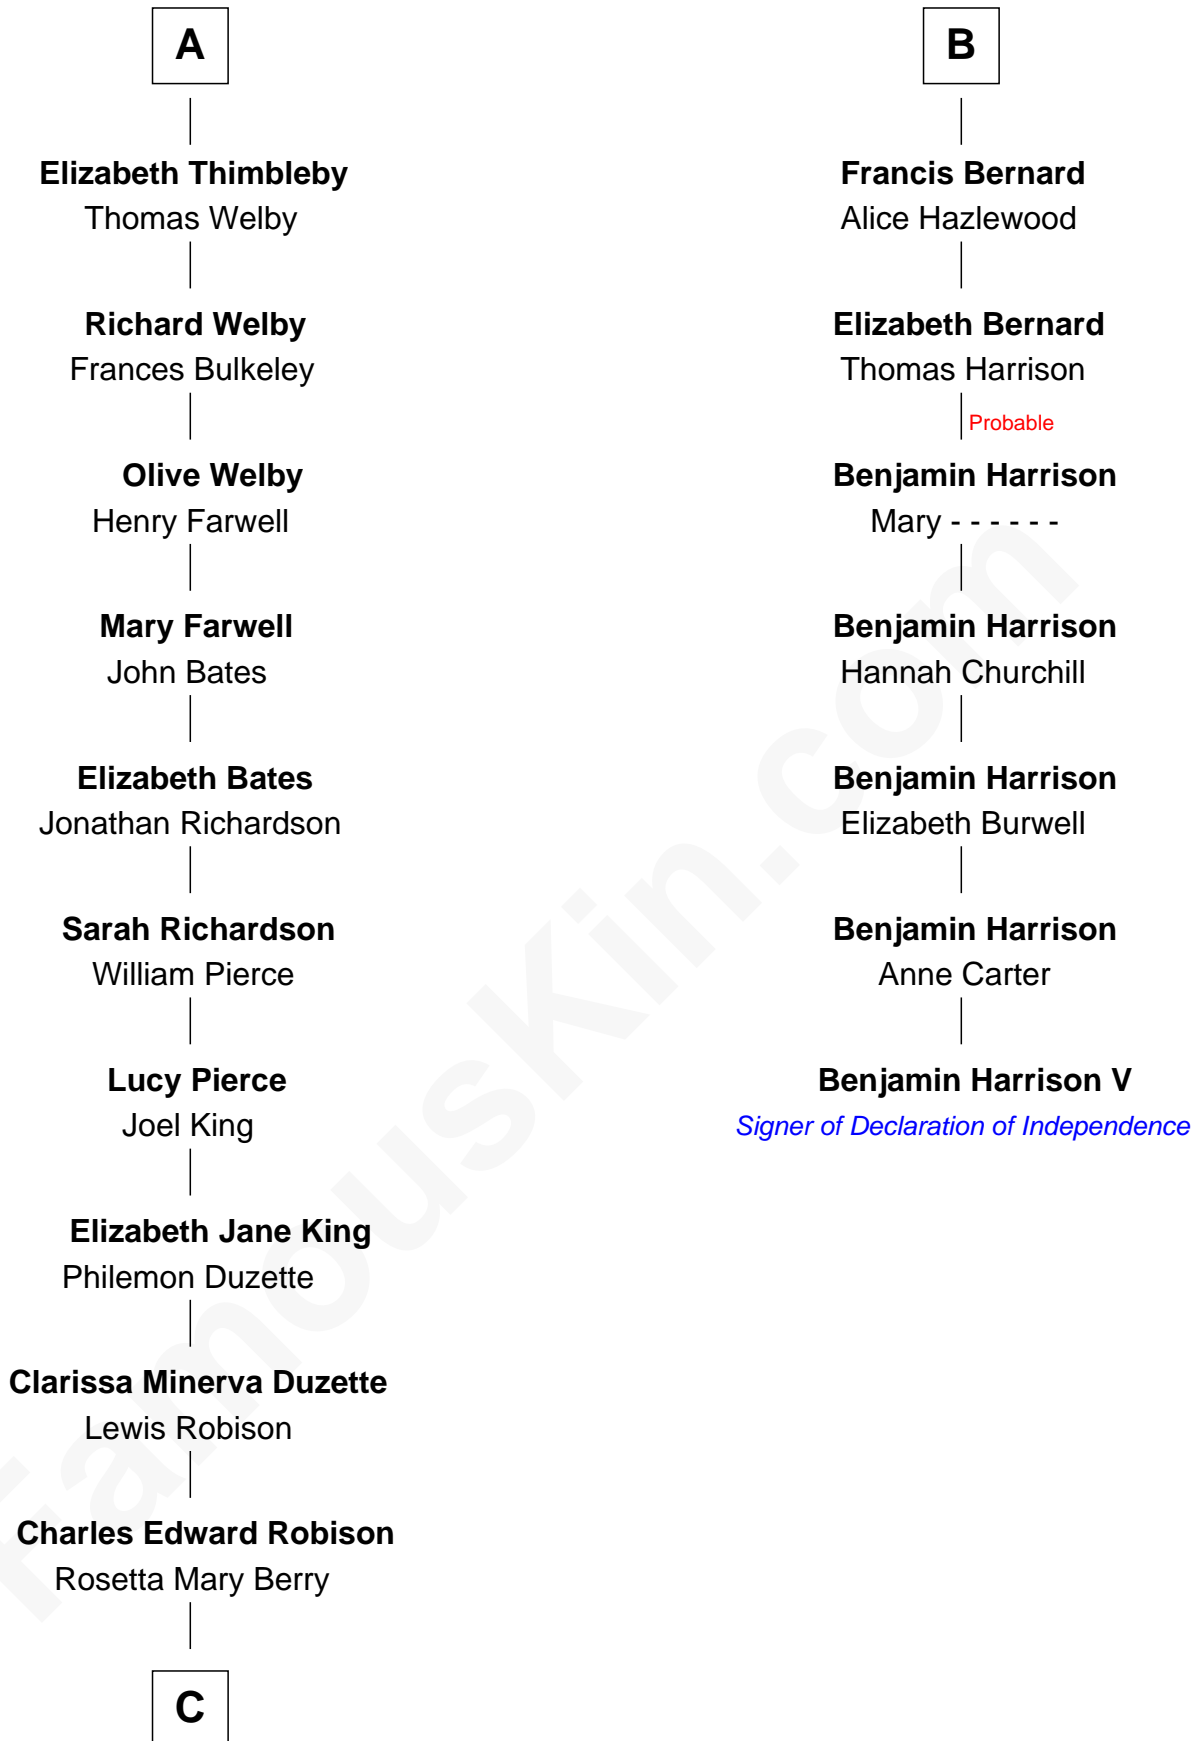 A
Elizabeth Thimbleby
Thomas Welby
Richard Welby
Frances Bulkeley
Olive Welby
Henry Farwell
Mary Farwell
John Bates
Elizabeth Bates
Jonathan Richardson
Sarah Richardson
William Pierce
Lucy Pierce
Joel King
Elizabeth Jane King
Philemon Duzette
Clarissa Minerva Duzette
Lewis Robison
Charles Edward Robison
Rosetta Mary Berry
C
B
Francis Bernard
Alice Hazlewood
Elizabeth Bernard
Thomas Harrison
Probable
Benjamin Harrison
Mary - - - - - -
Benjamin Harrison
Hannah Churchill
Benjamin Harrison
Elizabeth Burwell
Benjamin Harrison
Anne Carter
Benjamin Harrison V
Signer of Declaration of Independence
FamousKin.com